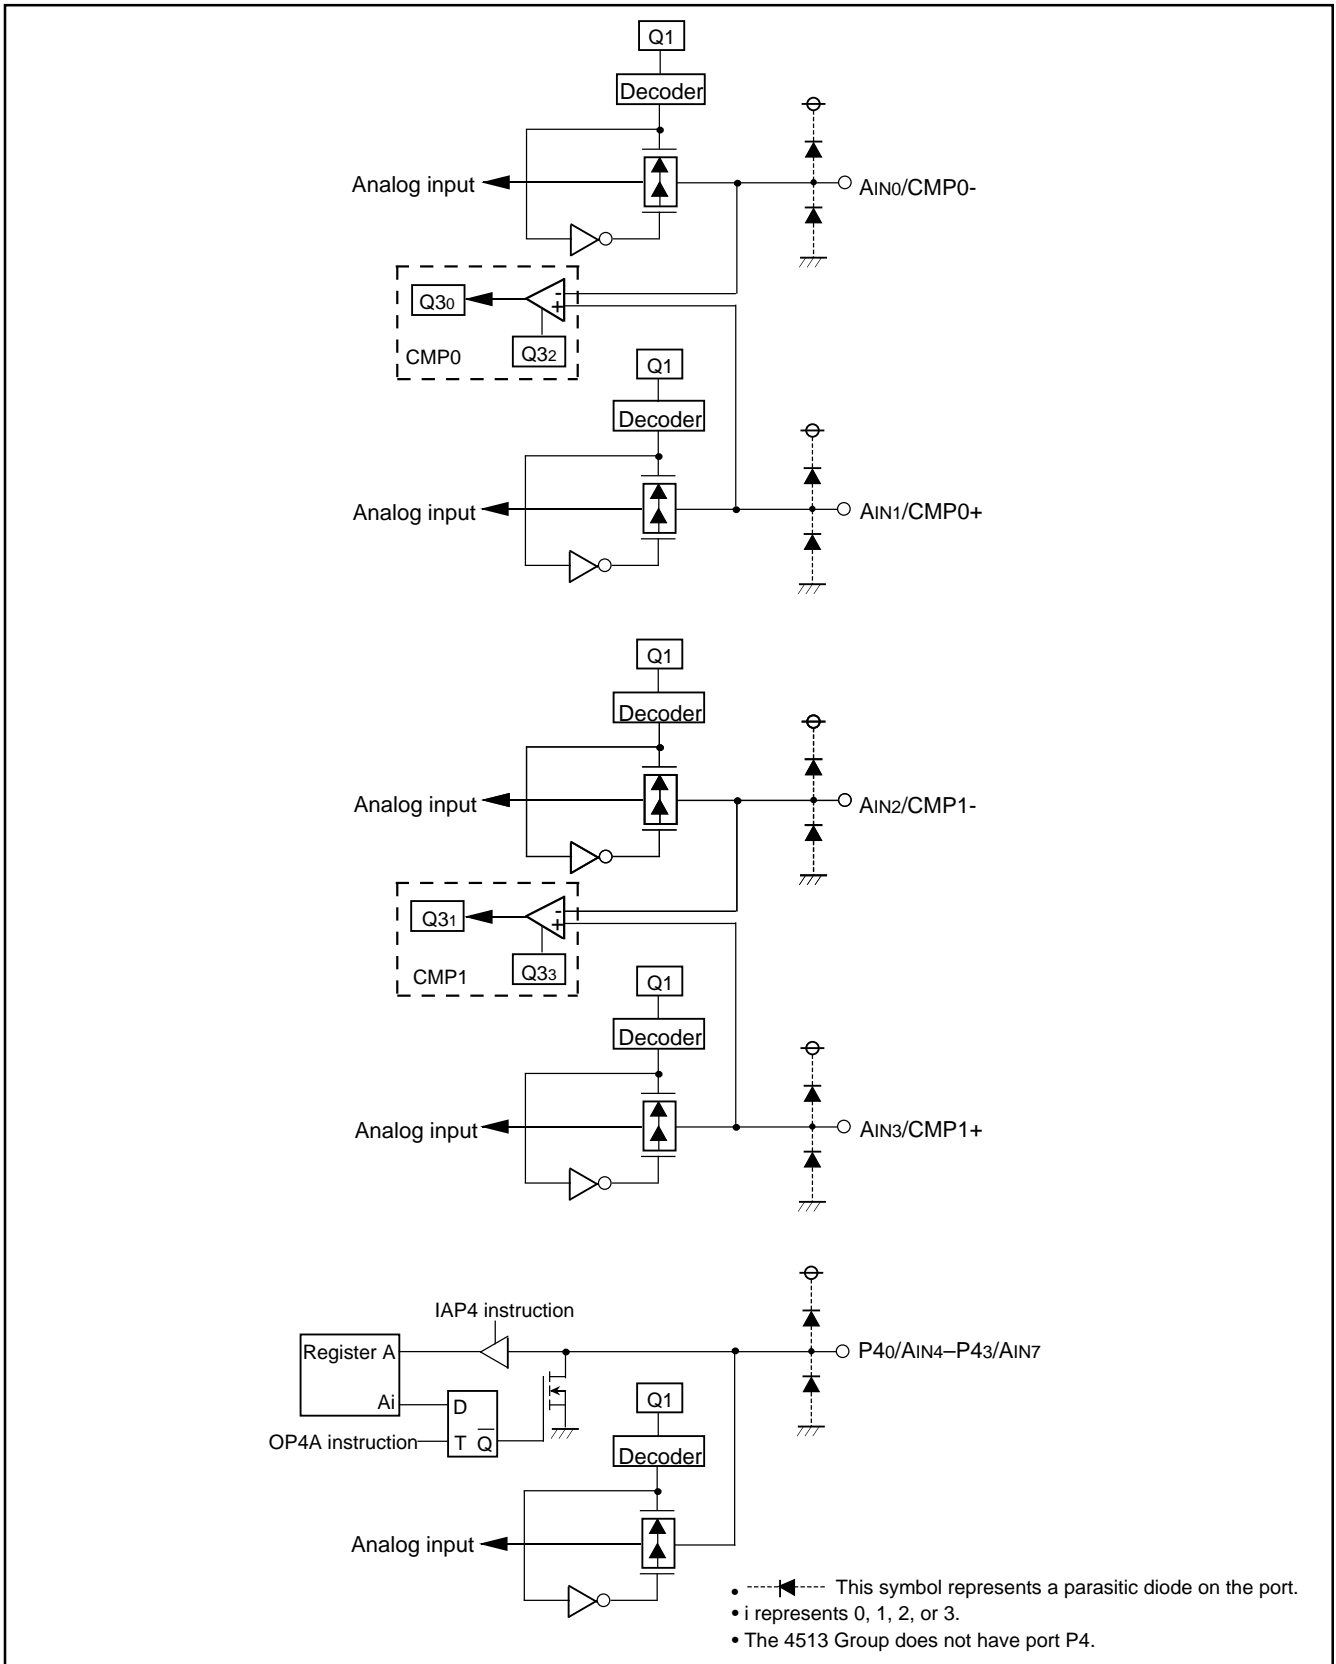 Q1
Decoder
Analog input
AIN0/CMP0-
Q30
-
+
CMP0
Q32
Q1
Decoder
Analog input
AIN1/CMP0+
Q1
Decoder
Analog input
AIN2/CMP1-
Q31
-
+
CMP1
Q33
Q1
Decoder
Analog input
AIN3/CMP1+
IAP4 instruction
Register A
P40/AIN4–P43/AIN7
Ai
D
Q1
OP4A instruction
T Q̅
Decoder
Analog input
• This symbol represents a parasitic diode on the port.
• i represents 0, 1, 2, or 3.
• The 4513 Group does not have port P4.